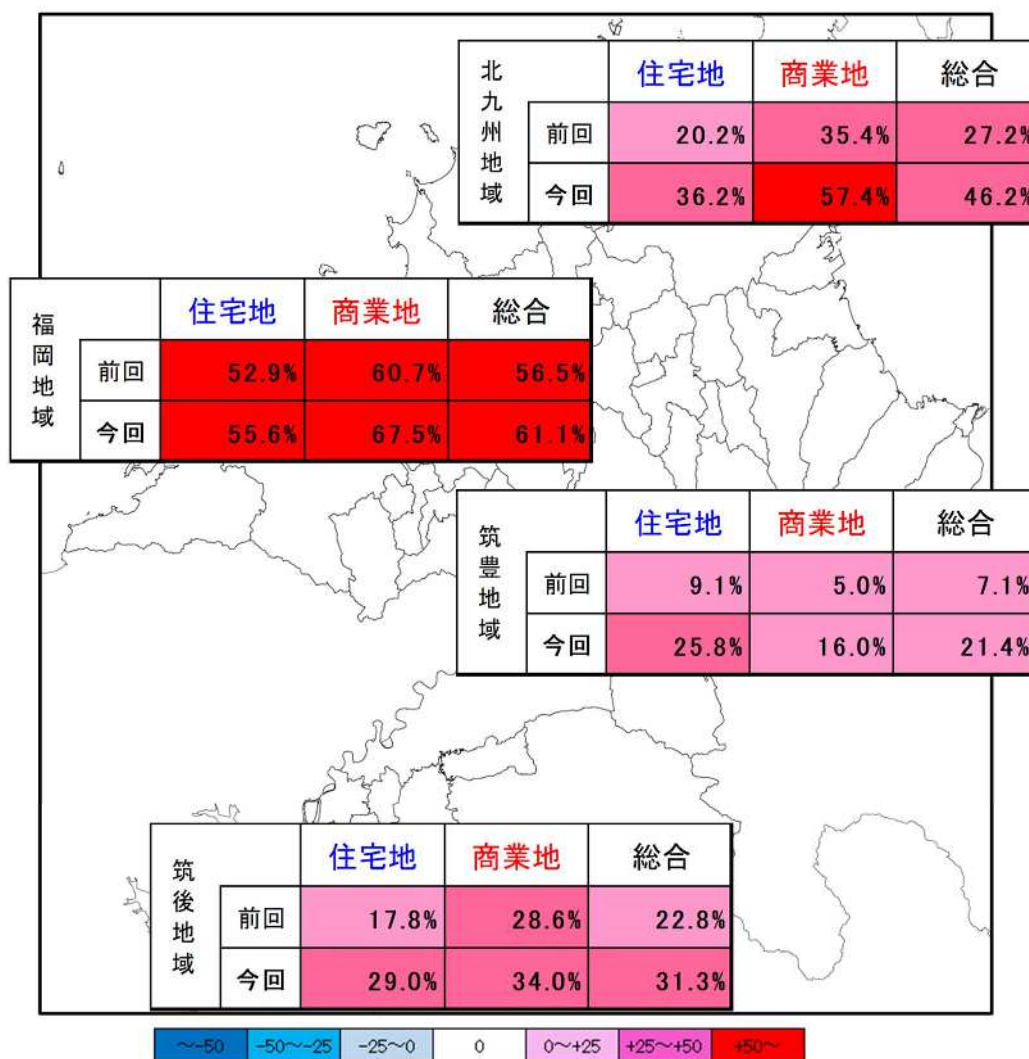 北九州地域
住宅地 商業地 総合
前回 20.2% 35.4% 27.2%
今回 36.2% 57.4% 46.2%
福岡地域
住宅地 商業地 総合
前回 52.9% 60.7% 56.5%
今回 55.6% 67.5% 61.1%
筑豊地域
住宅地 商業地 総合
前回 9.1% 5.0% 7.1%
今回 25.8% 16.0% 21.4%
筑後地域
住宅地 商業地 総合
前回 17.8% 28.6% 22.8%
今回 29.0% 34.0% 31.3%
～-50 -50～-25 -25～0 0 0～+25 +25～+50 +50～